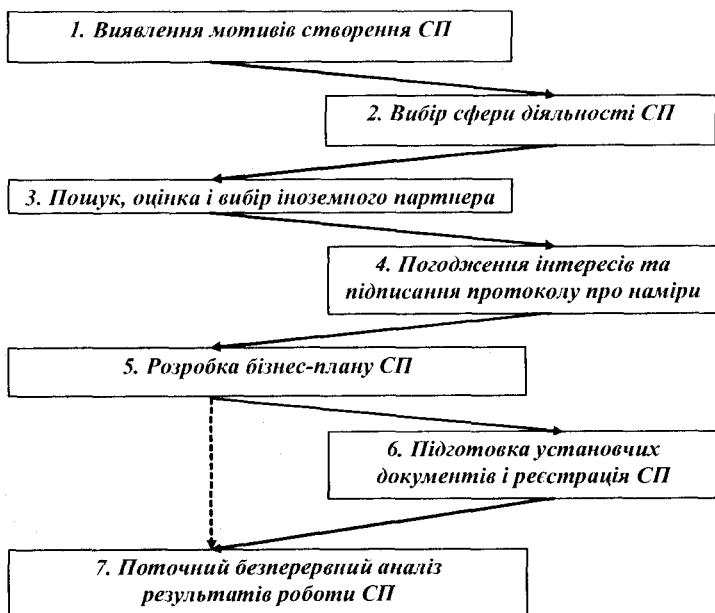 1. Виявлення мотивів створення СП
2. Вибір сфери діяльності СП
3. Пошук, оцінка і вибір іноземного партнера
4. Погодження інтересів та
підписання протоколу про наміри
5. Розробка бізнес-плану СП
6. Підготовка установчих
документів і реєстрація СП
7. Поточний безперервний аналіз
результатів роботи СП